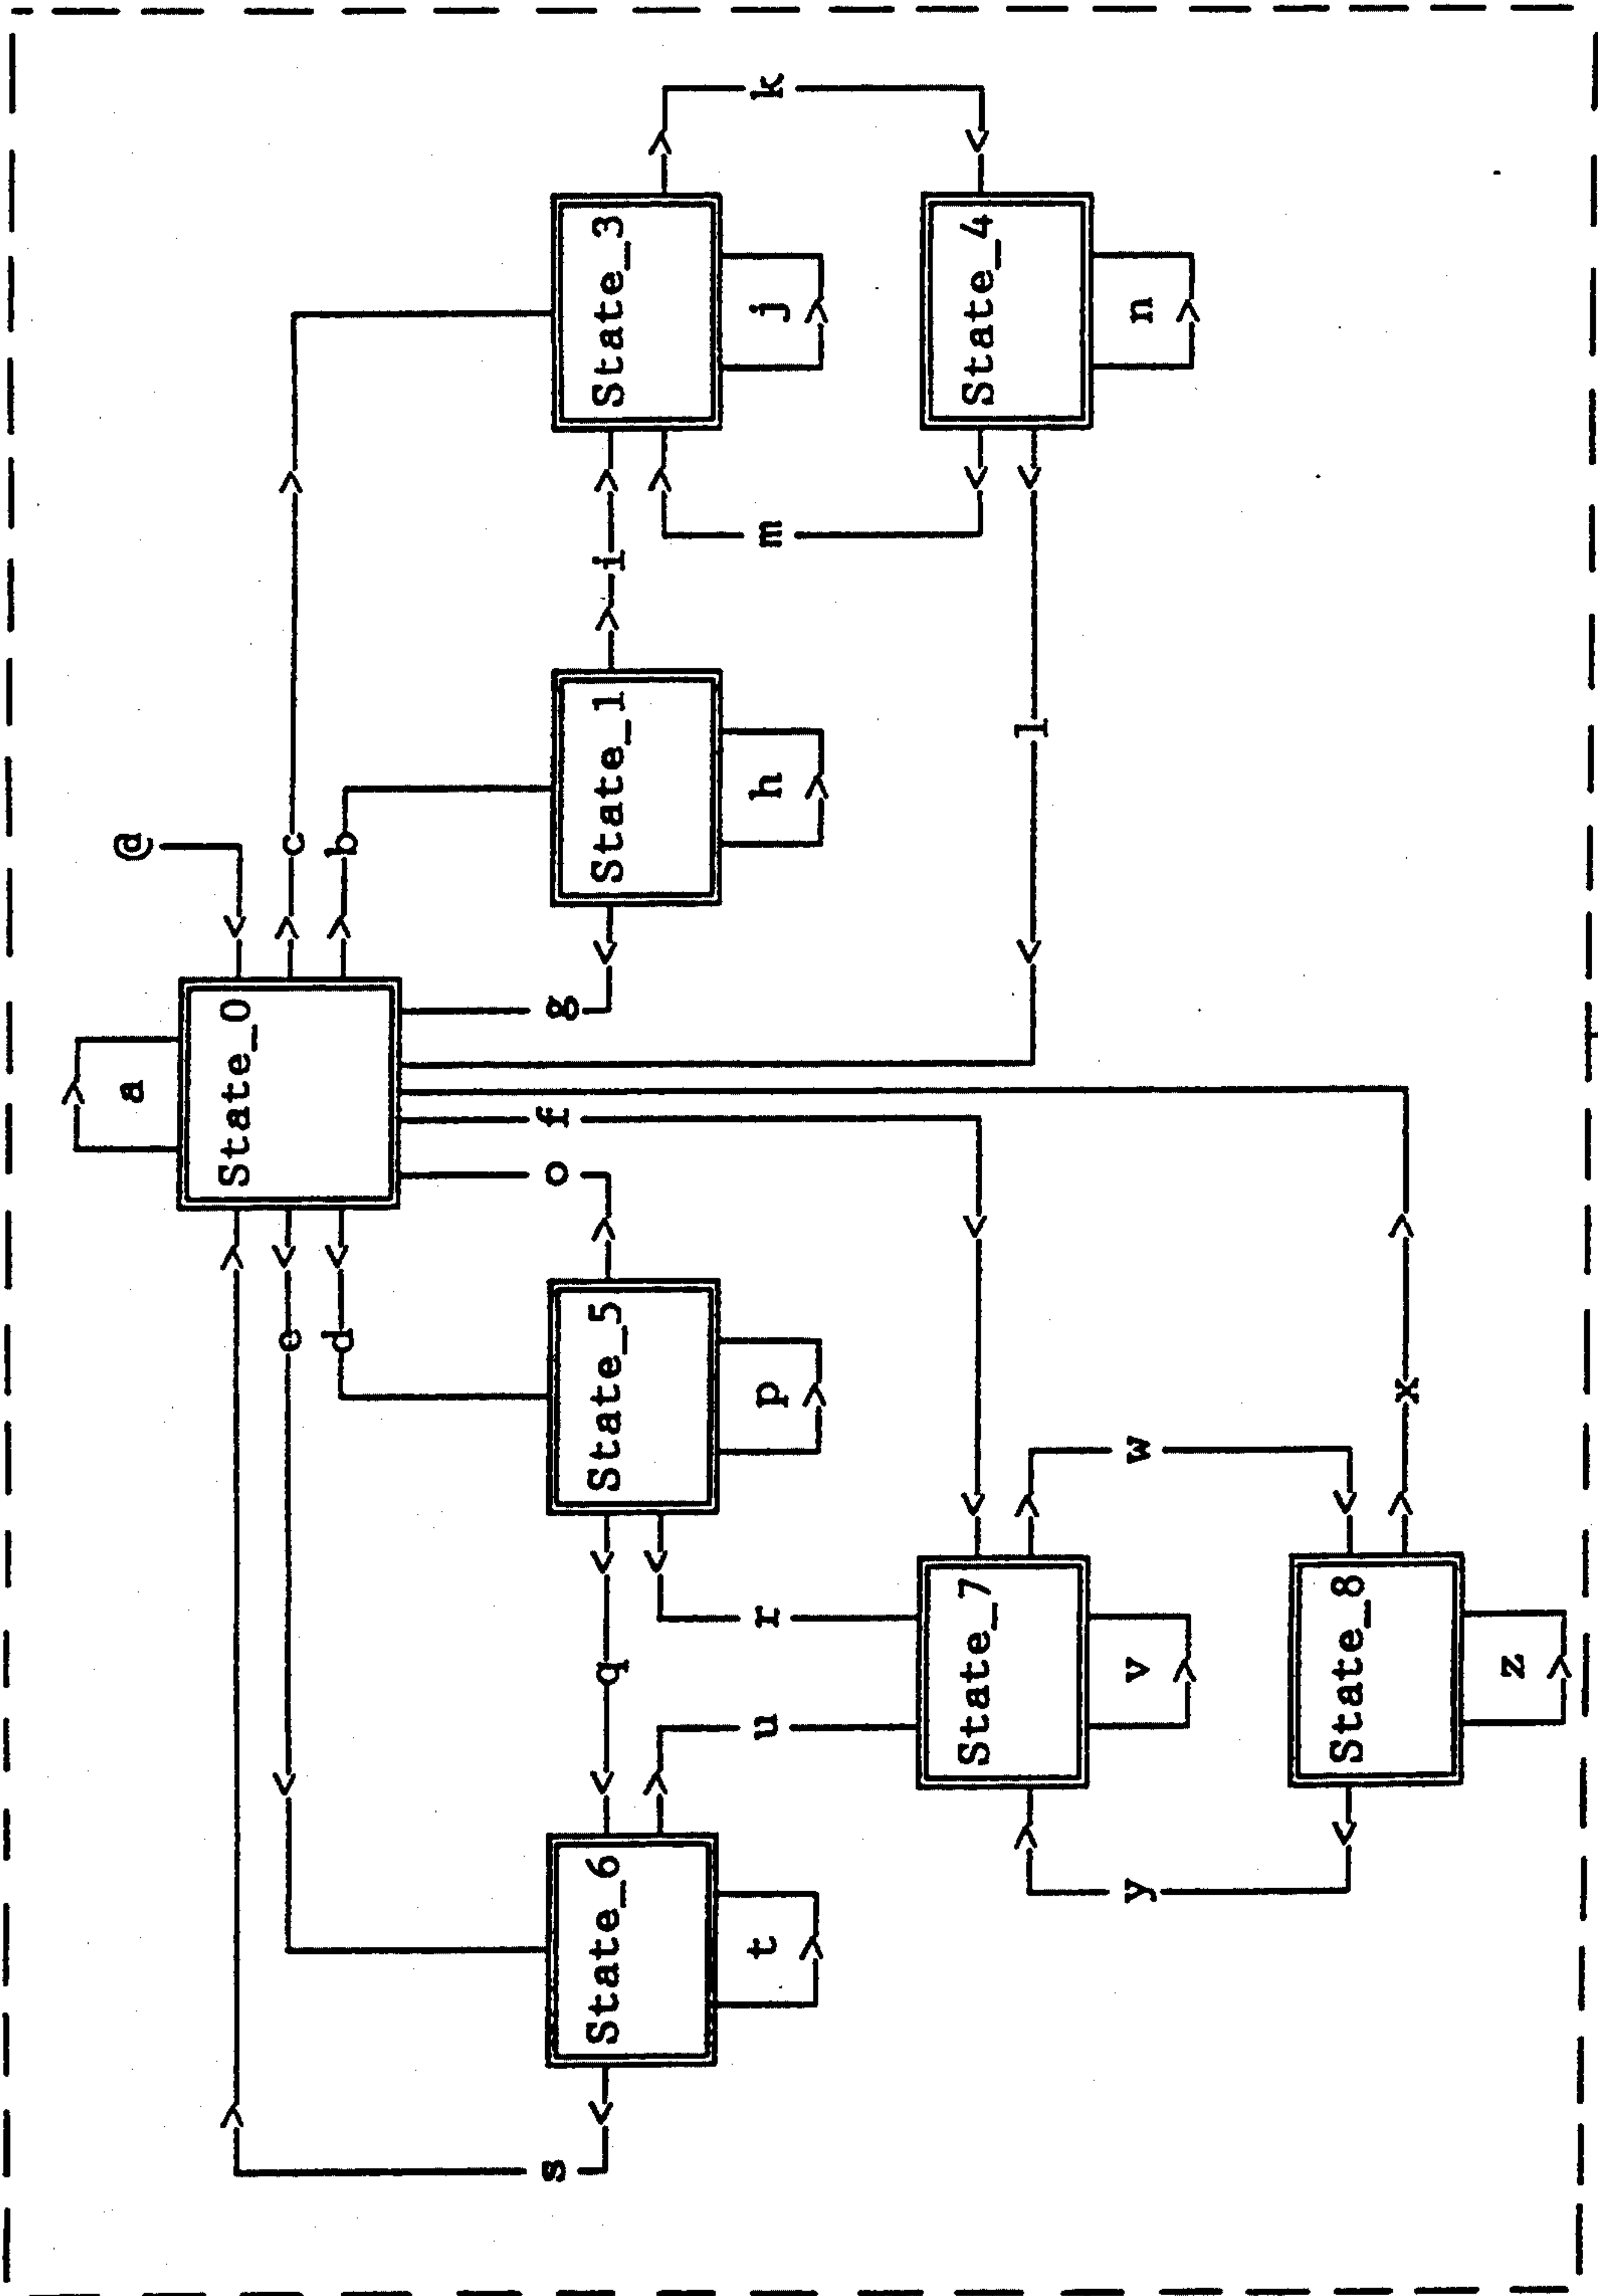 a @
State_0
e c
d b
s o f g
State_6 q State_5 State_1 i State_3
t u r p h m j k
State_7 State_4
l
y v w n
State_8
x
z